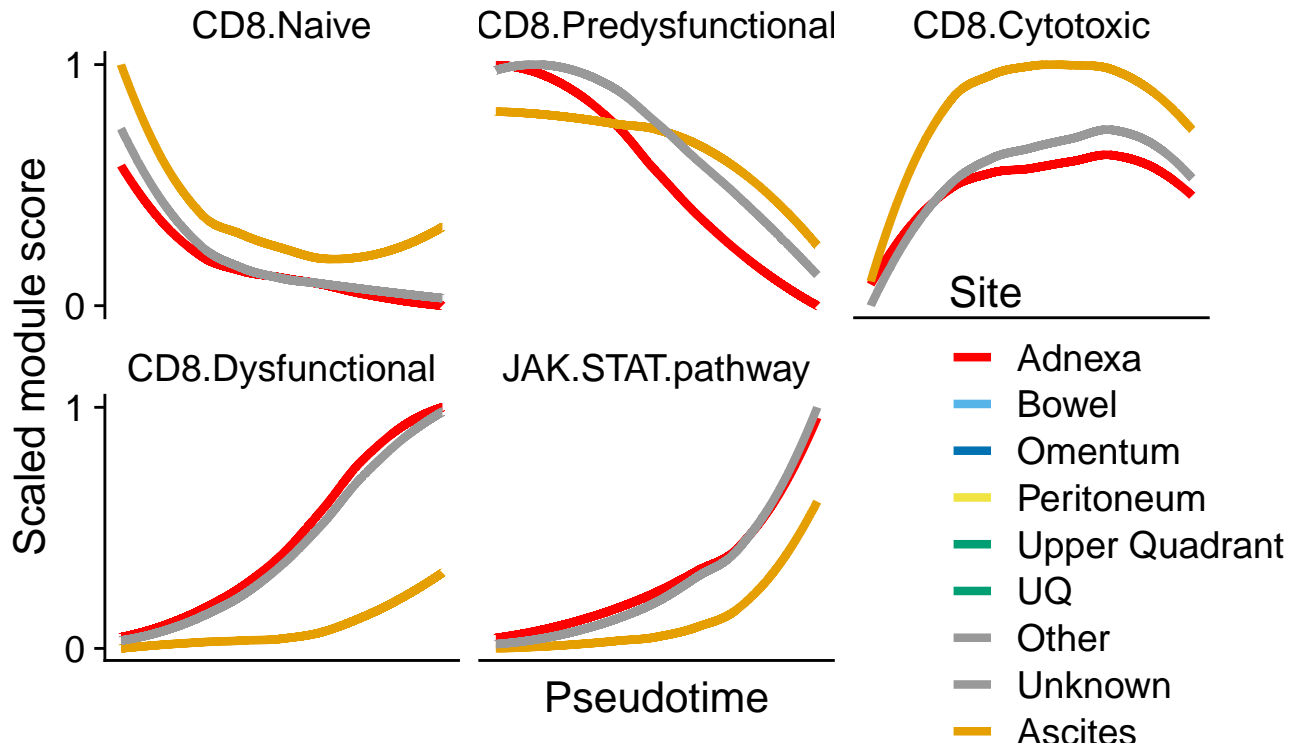 CD8.Naive
CD8.Predysfunctional
CD8.Cytotoxic
1
0
Scaled module score
CD8.Dysfunctional
JAK.STAT.pathway
1
0
Pseudotime
Site
Adnexa
Bowel
Omentum
Peritoneum
Upper Quadrant
UQ
Other
Unknown
Ascites